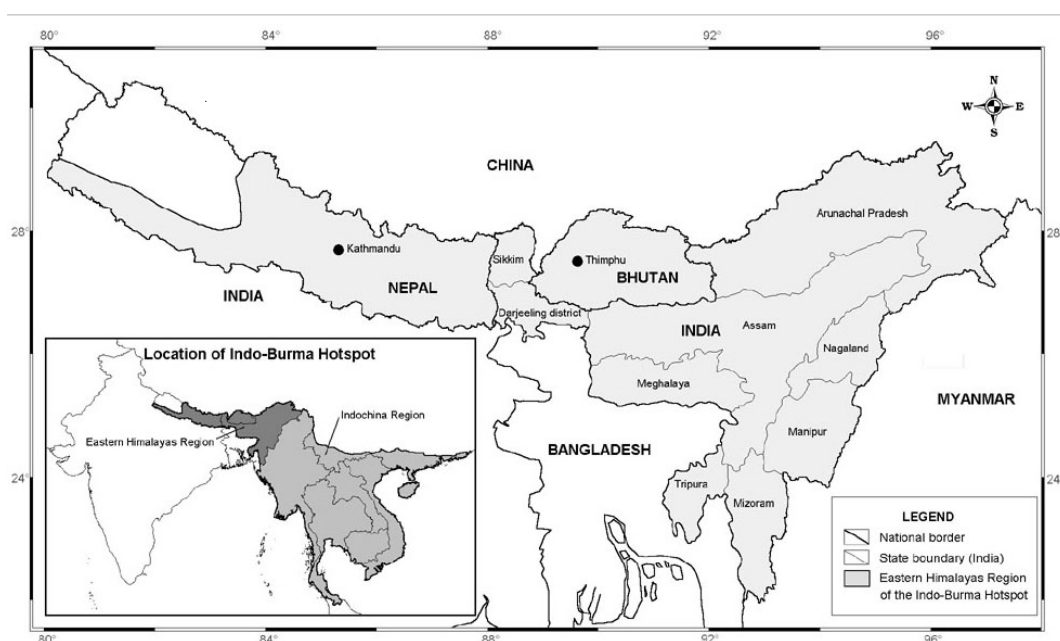 80°
84°
88°
92°
96°
N
W E
S
CHINA
Arunachal Pradesh
28°
28°
Kathmandu
Sikkim
Thimphu
BHUTAN
INDIA
NEPAL
Darjeeling district
INDIA
Assam
Nagaland
Meghalaya
MYANMAR
Manipur
BANGLADESH
Tripura
Mizoram
24°
24°
Location of Indo-Burma Hotspot
Indochina Region
Eastern Himalayas Region
LEGEND
National border
State boundary (India)
Eastern Himalayas Region
of the Indo-Burma Hotspot
80°
84°
88°
92°
96°